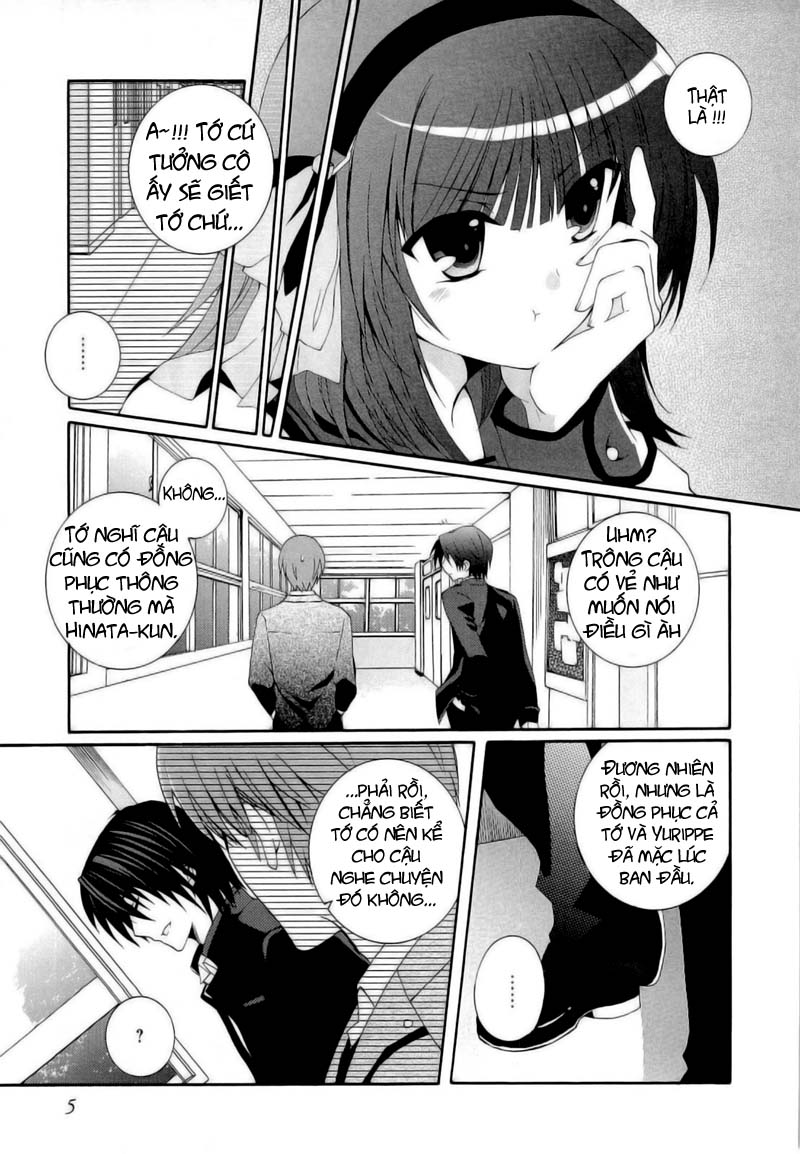 THẬT
LÀ !!!
A~!!! TỚ CỨ
TƯỞNG CÔ
ẤY SẼ GIẾT
TỚ CHỨ...
......
UHM?
TRÔNG CẬU
CÓ VẺ NHƯ
MUỐN NÓI
ĐIỀU GÌ ÀH
KHÔNG...
TỚ NGHĨ CẬU
CŨNG CÓ ĐỒNG
PHỤC THÔNG
THƯỜNG MÀ
HINATA-KUN.
ĐƯƠNG NHIÊN
RỒI, NHƯNG LÀ
ĐỒNG PHỤC CẢ
TỚ VÀ YURIPPE
ĐÃ MẶC LÚC
BAN ĐẦU.
......
...PHẢI RỒI,
CHẲNG BIẾT
TỚ CÓ NÊN KỂ
CHO CẬU
NGHE CHUYỆN
ĐÓ KHÔNG...
?
5